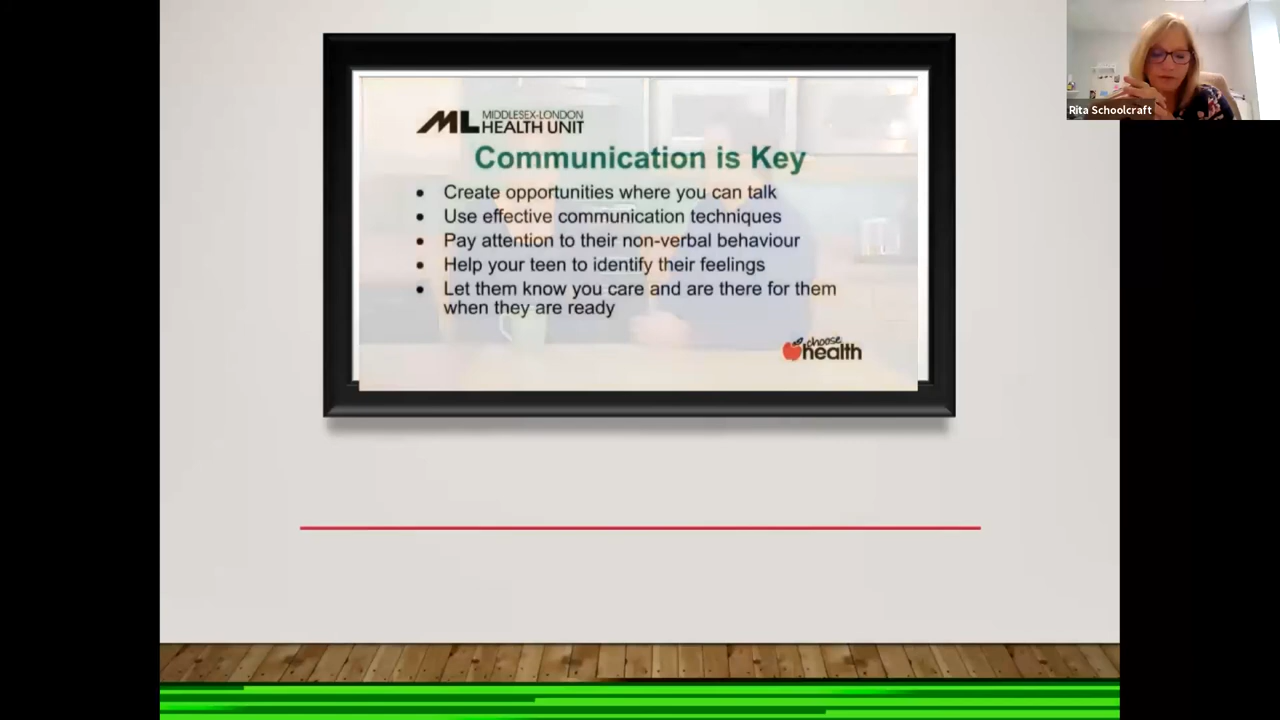 Rita Schoolcraft
ML MIDDLESEX-LONDON
HEALTH UNIT
Communication is Key
• Create opportunities where you can talk
• Use effective communication techniques
• Pay attention to their non-verbal behaviour
• Help your teen to identify their feelings
• Let them know you care and are there for them
when they are ready
choose
health